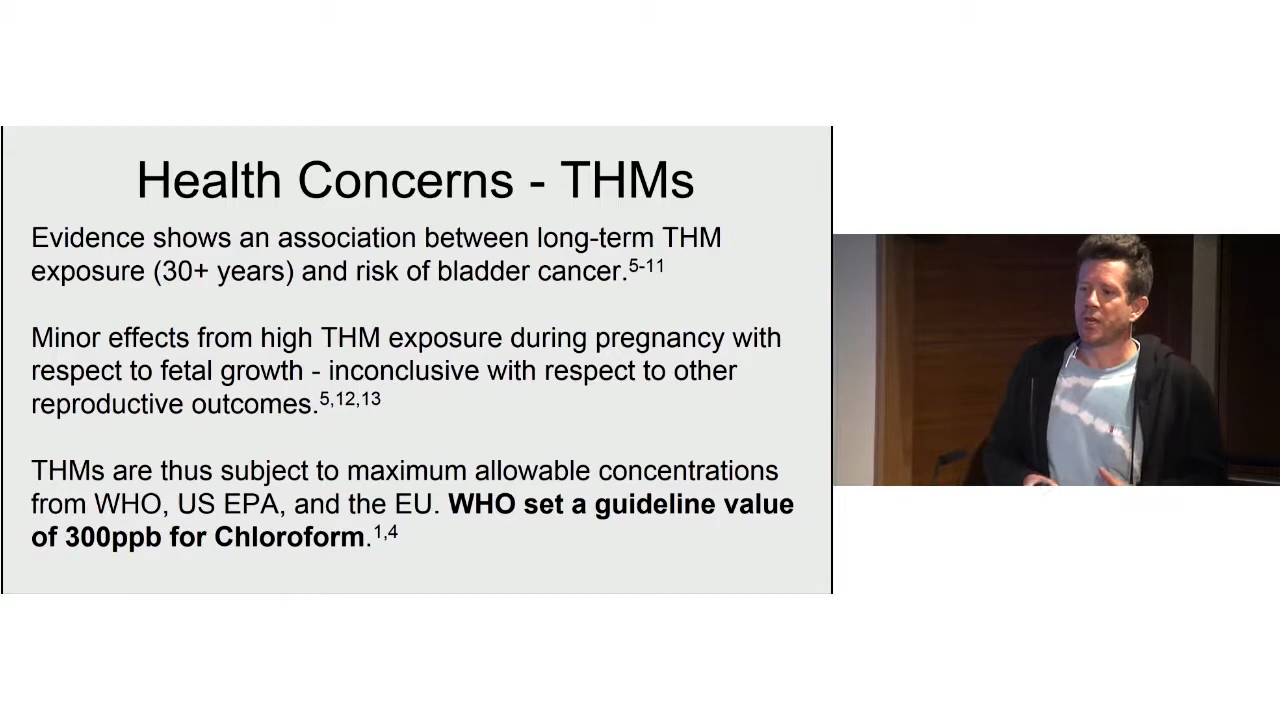 Health Concerns - THMs
Evidence shows an association between long-term THM
exposure (30+ years) and risk of bladder cancer.5-11
Minor effects from high THM exposure during pregnancy with
respect to fetal growth - inconclusive with respect to other
reproductive outcomes.5,12,13
THMs are thus subject to maximum allowable concentrations
from WHO, US EPA, and the EU. WHO set a guideline value
of 300ppb for Chloroform.1,4